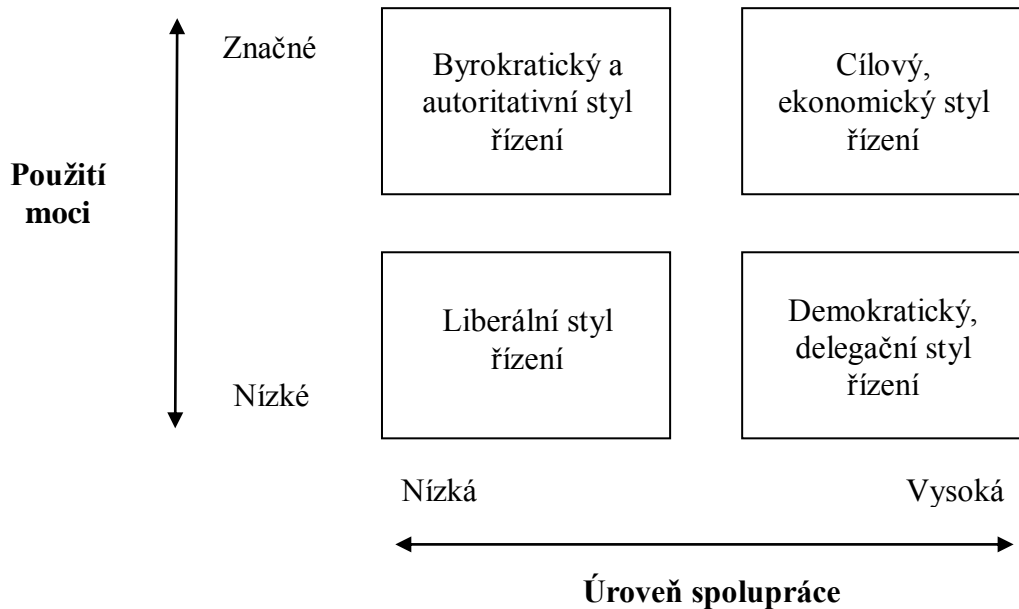 Značné
Byrokratický a
autoritativní styl
řízení
Cílový,
ekonomický styl
řízení
Použití
moci
Liberální styl
řízení
Demokratický,
delegační styl
řízení
Nízké
Nízká
Vysoká
Úroveň spolupráce